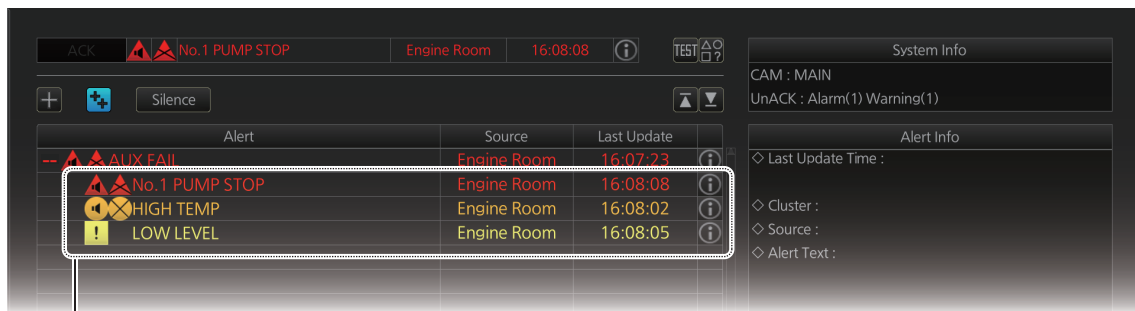 ACK No.1 PUMP STOP Engine Room 16:08:08 TEST
System Info
CAM : MAIN
UnACK : Alarm(1) Warning(1)
Silence
Alert Source Last Update
-- AUX FAIL Engine Room 16:07:23
No.1 PUMP STOP Engine Room 16:08:08
HIGH TEMP Engine Room 16:08:02
! LOW LEVEL Engine Room 16:08:05
Alert Info
◇ Last Update Time :
◇ Cluster :
◇ Source :
◇ Alert Text :